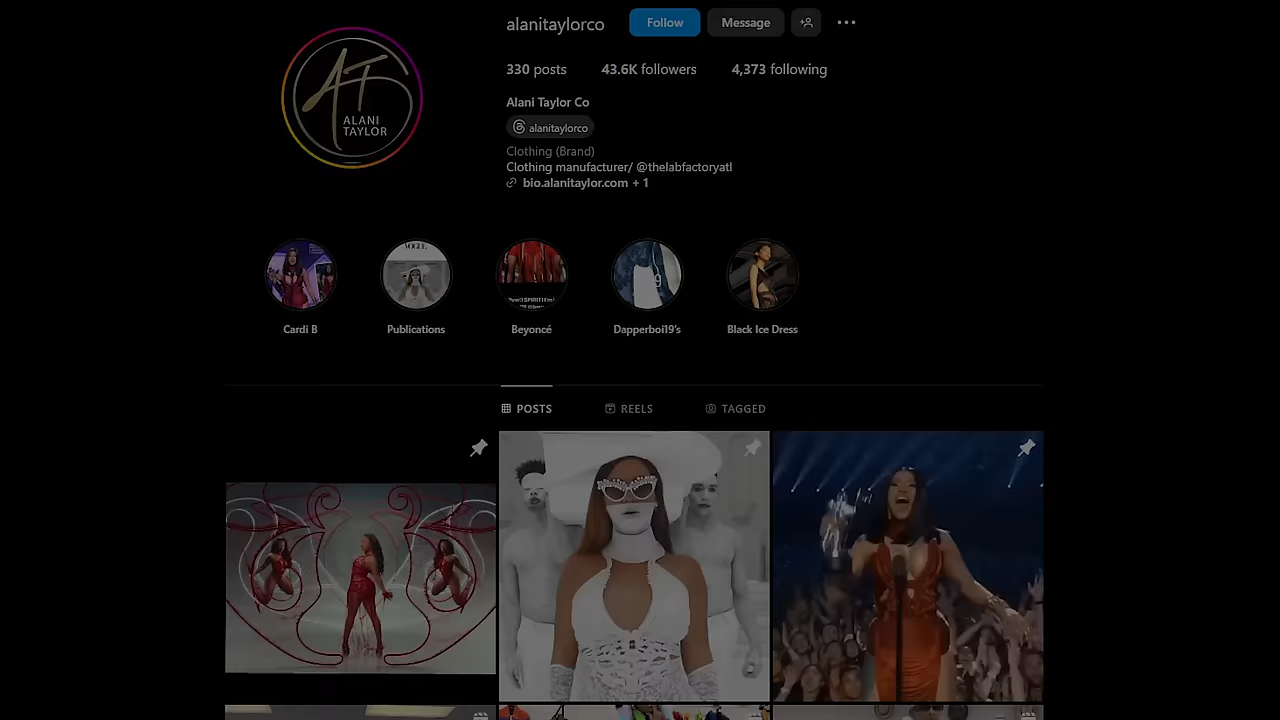 alanitaylorco
Follow
Message
330 posts
43.6K followers
4,373 following
ALANI
TAYLOR
Alani Taylor Co
alanitaylorco
Clothing (Brand)
Clothing manufacturer/ @thelabfactoryatl
bio.alanitaylor.com + 1
VOGUE
Cardi B
Publications
Beyoncé
Dapperboi19's
Black Ice Dress
POSTS
REELS
TAGGED